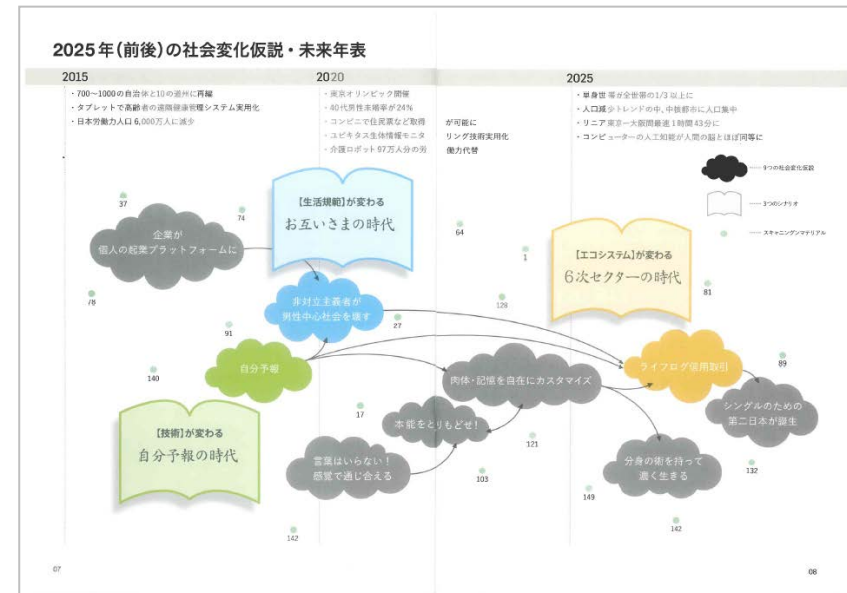 2025年(前後)の社会変化仮説・未来年表
2015
・700〜1000の自治体と10の道州に再編
・タブレットで高齢者の遠隔健康管理システム実用化
・日本労働力人口6,000万人に減少
2020
・東京オリンピック開催
・40代男性未婚率が24%
・コンビニで住民票など取得
・ユビキタス生体情報モニタ
・介護ロボット97万人分の労
が可能に
リング技術実用化
働力代替
2025
・単身世帯が全世帯の1/3以上に
・人口減少トレンドの中、中核都市に人口集中
・リニア東京ー大阪間最速1時間43分に
・コンピューターの人工知能が人間の脳とほぼ同等に
9つの社会変化仮説
3つのシナリオ
スキャニングマテリアル
37
74
企業が
個人の起業プラットフォームに
【生活規範】が変わる
お互いさまの時代
64
1
【エコシステム】が変わる
6次セクターの時代
78
81
非対立主義者が
男性中心社会を壊す
128
27
91
自分予報
140
肉体・記憶を自在にカスタマイズ
ライフログ信用取引
89
【技術】が変わる
自分予報の時代
17
本能をとりもどせ!
シングルのための
第二日本が誕生
121
言葉はいらない!
感覚で通じ合える
103
分身の術を持って
濃く生きる
132
149
142
142
07
08